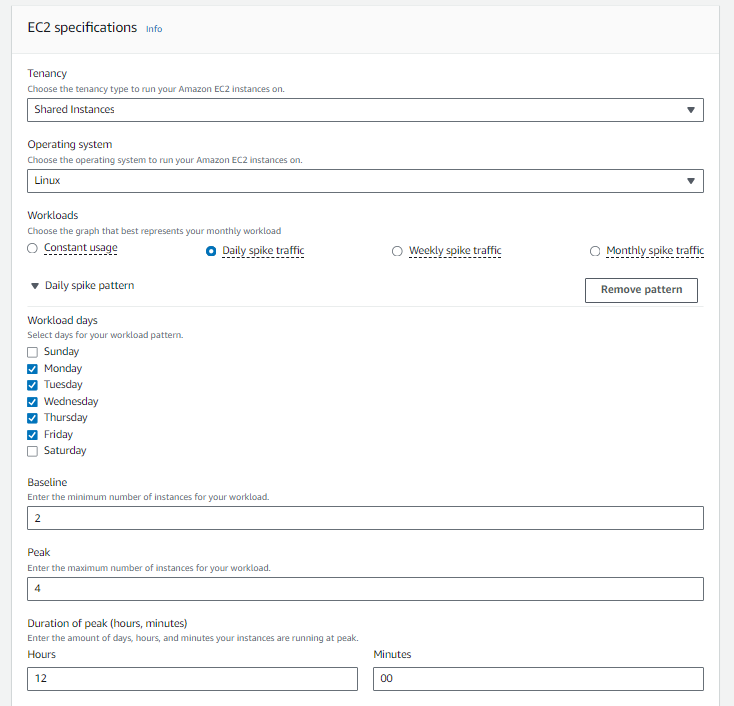 EC2 specifications Info
Tenancy
Choose the tenancy type to run your Amazon EC2 instances on.
Shared Instances
Operating system
Choose the operating system to run your Amazon EC2 instances on.
Linux
Workloads
Choose the graph that best represents your monthly workload
Constant usage Daily spike traffic Weekly spike traffic Monthly spike traffic
Daily spike pattern Remove pattern
Workload days
Select days for your workload pattern.
Sunday
Monday
Tuesday
Wednesday
Thursday
Friday
Saturday
Baseline
Enter the minimum number of instances for your workload.
2
Peak
Enter the maximum number of instances for your workload.
4
Duration of peak (hours, minutes)
Enter the amount of days, hours, and minutes your instances are running at peak.
Hours Minutes
12 00